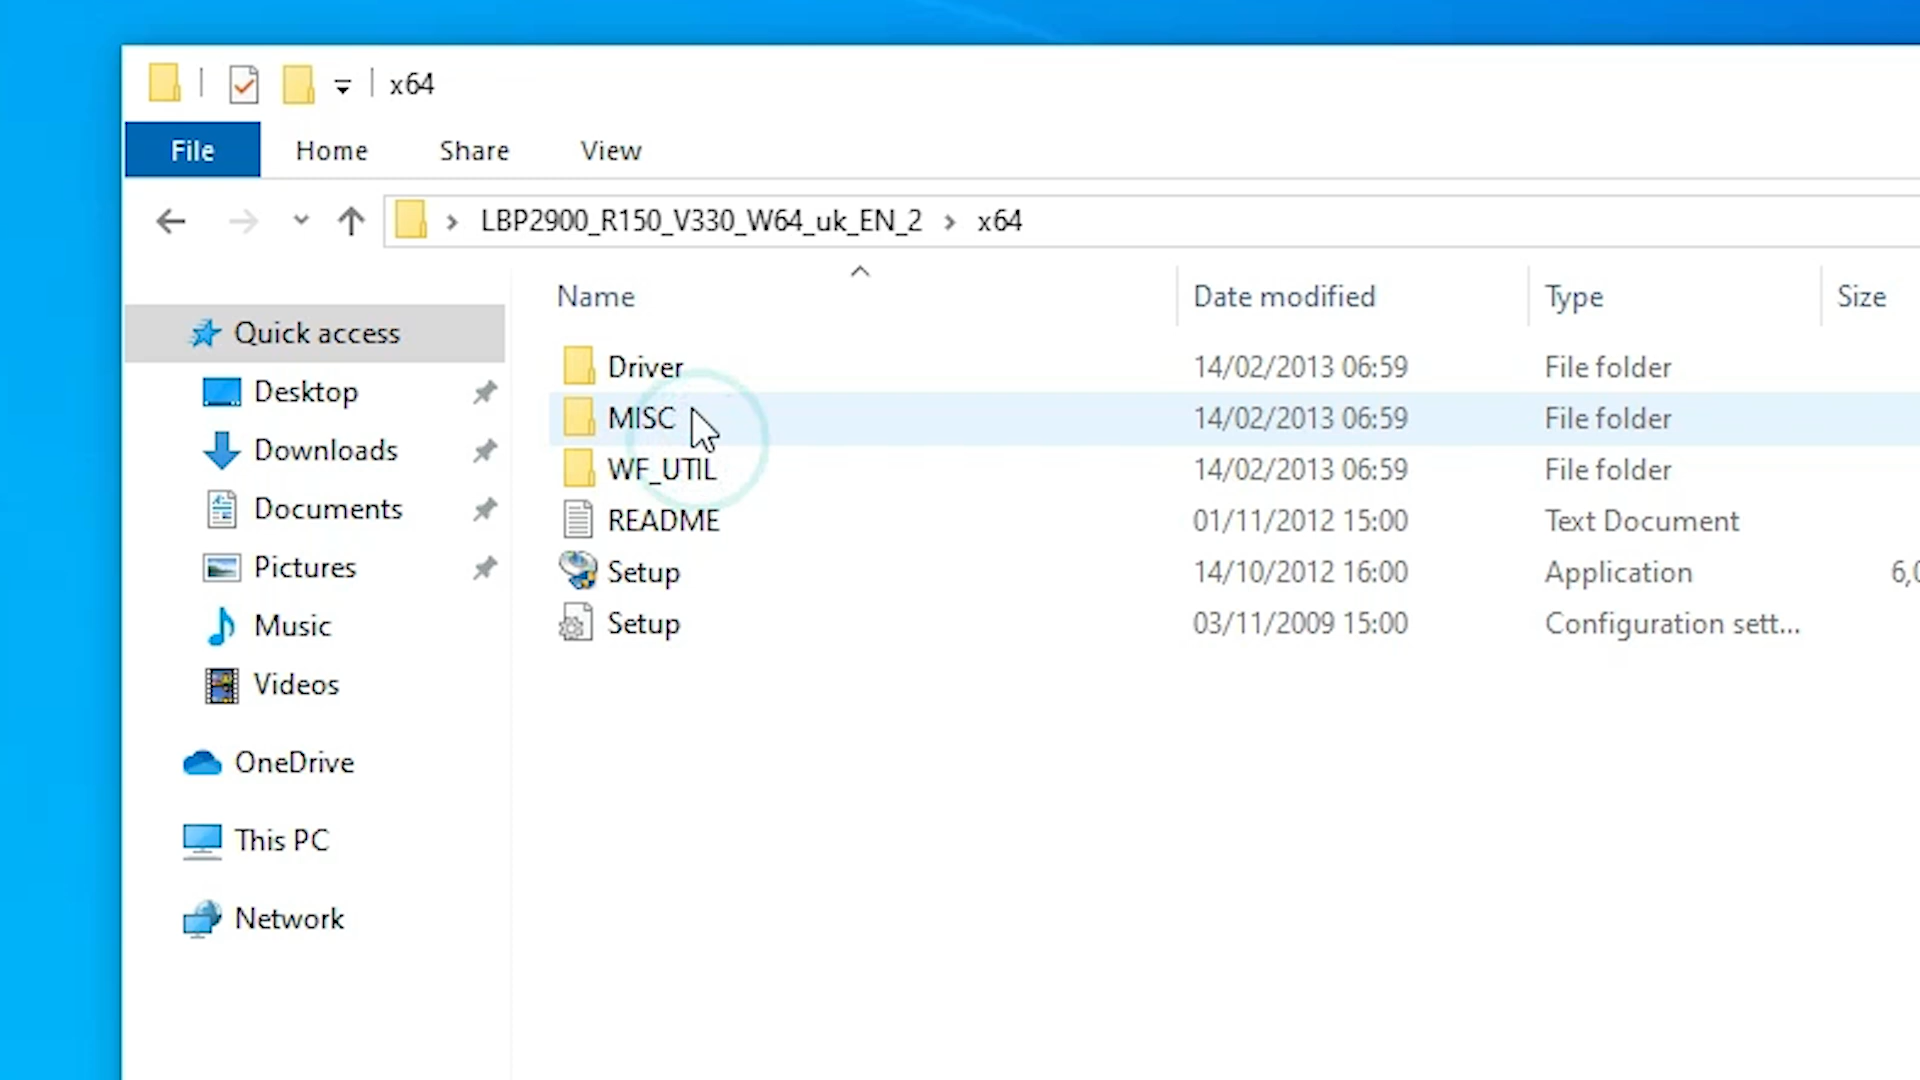 x64
File Home Share View
LBP2900_R150_V330_W64_uk_EN_2 > x64
Name Date modified Type Size
Quick access
Desktop
Downloads
Documents
Pictures
Music
Videos
OneDrive
This PC
Network
Driver 14/02/2013 06:59 File folder
MISC 14/02/2013 06:59 File folder
WF_UTIL 14/02/2013 06:59 File folder
README 01/11/2012 15:00 Text Document
Setup 14/10/2012 16:00 Application
Setup 03/11/2009 15:00 Configuration sett...